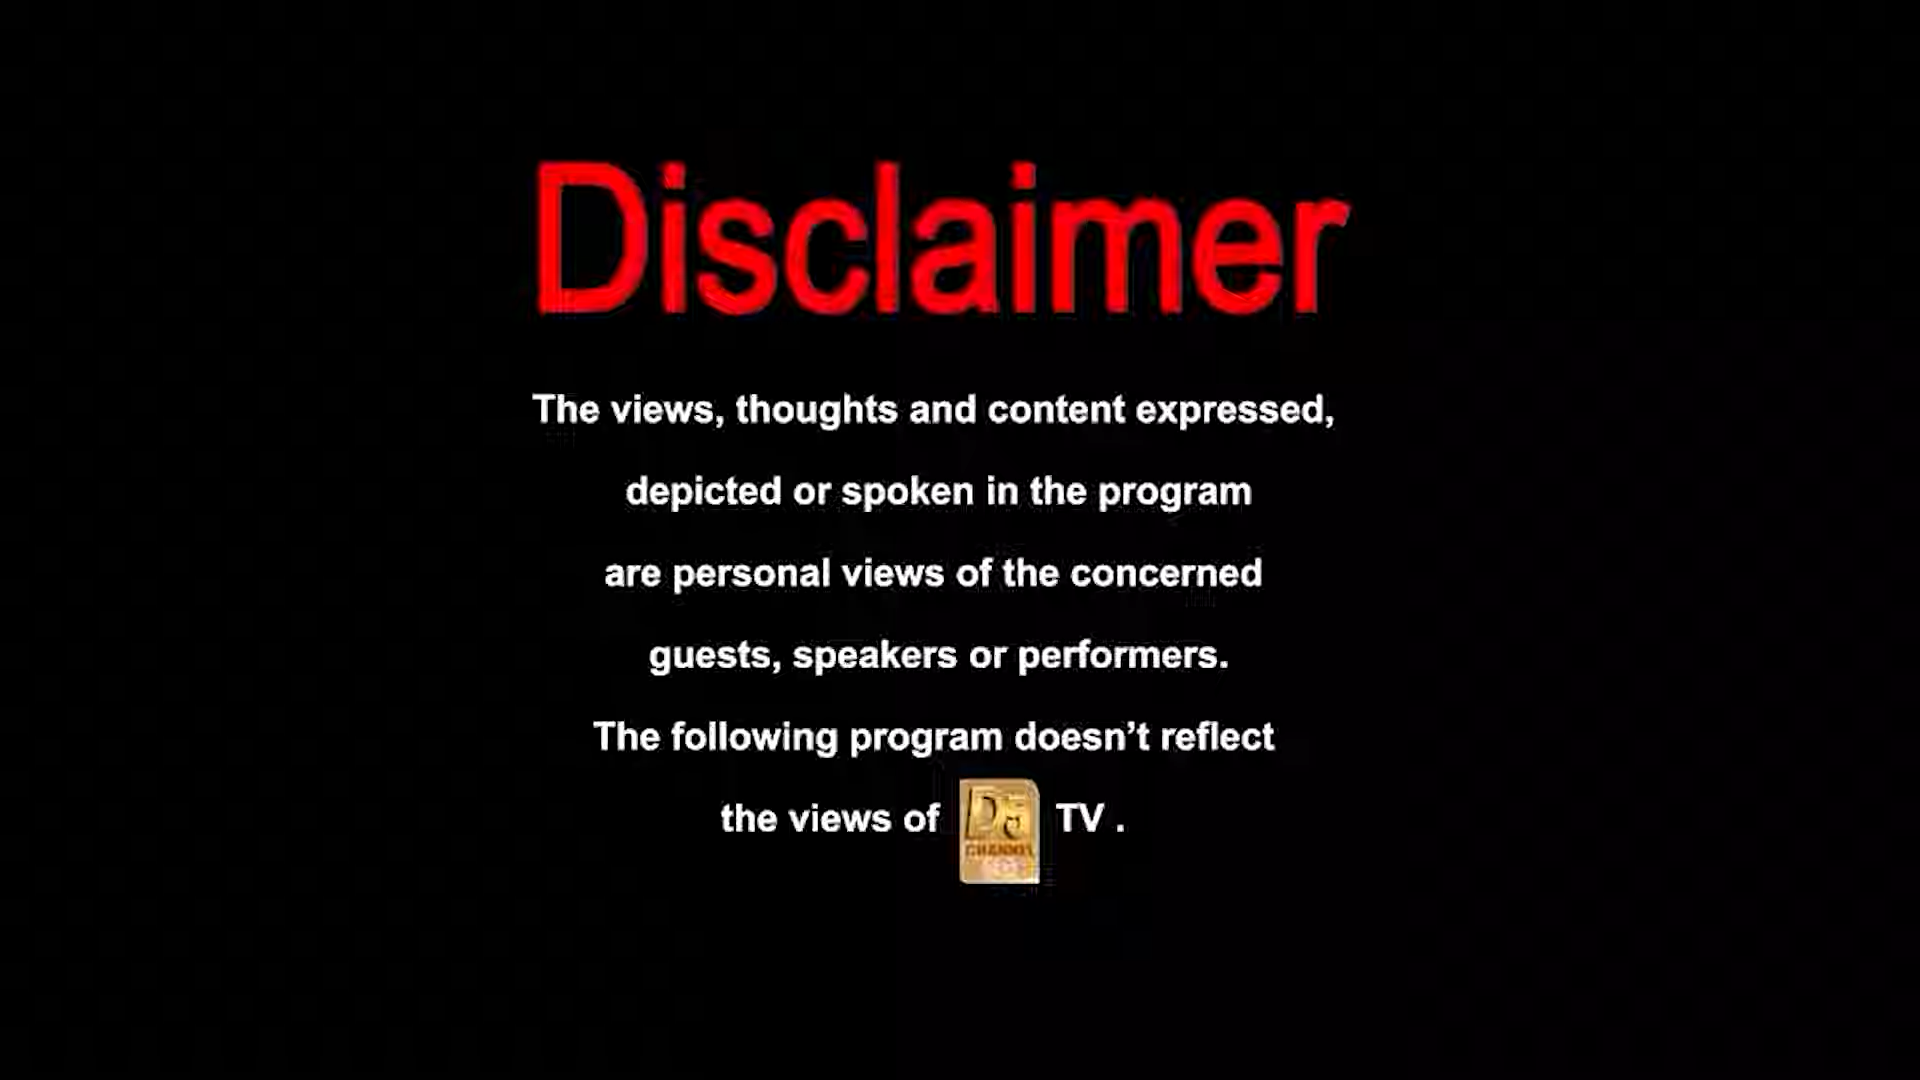 Disclaimer
The views, thoughts and content expressed,
depicted or spoken in the program
are personal views of the concerned
guests, speakers or performers.
The following program doesn’t reflect
the views of TV .
CHANNEL